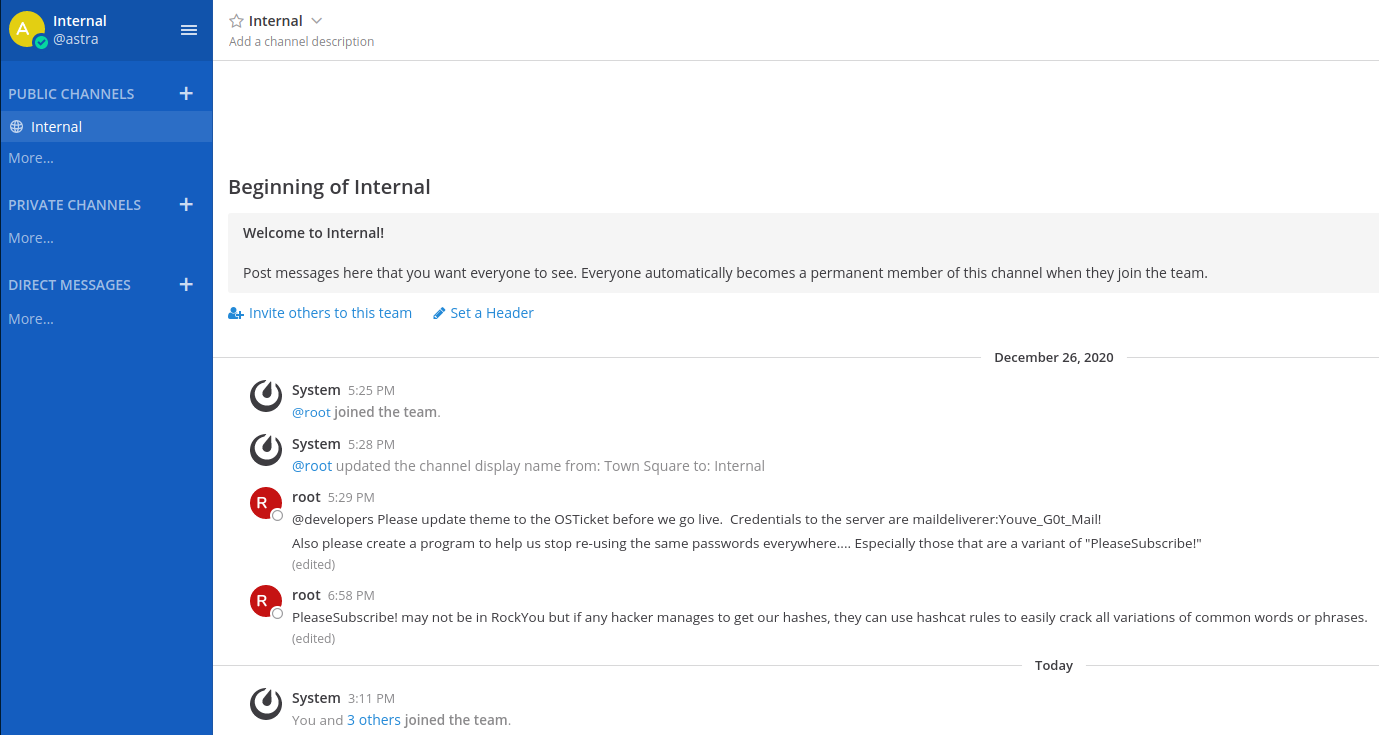 A
Internal
@astra
PUBLIC CHANNELS +
Internal
More...
PRIVATE CHANNELS +
More...
DIRECT MESSAGES +
More...
Internal
Add a channel description
Beginning of Internal
Welcome to Internal!
Post messages here that you want everyone to see. Everyone automatically becomes a permanent member of this channel when they join the team.
Invite others to this team Set a Header
December 26, 2020
System 5:25 PM
@root joined the team.
System 5:28 PM
@root updated the channel display name from: Town Square to: Internal
R
root 5:29 PM
@developers Please update theme to the OSTicket before we go live. Credentials to the server are maildeliverer:Youve_G0t_Mail!
Also please create a program to help us stop re-using the same passwords everywhere.... Especially those that are a variant of "PleaseSubscribe!"
(edited)
R
root 6:58 PM
PleaseSubscribe! may not be in RockYou but if any hacker manages to get our hashes, they can use hashcat rules to easily crack all variations of common words or phrases.
(edited)
Today
System 3:11 PM
You and 3 others joined the team.